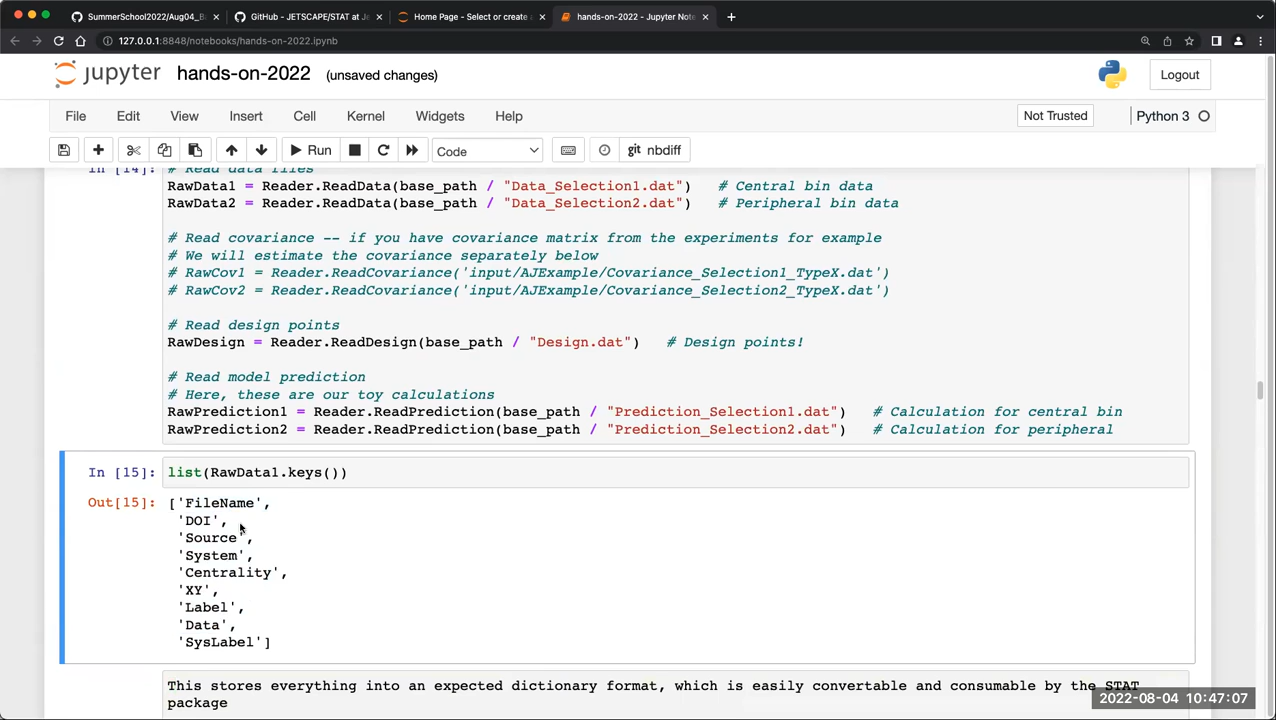 SummerSchool2022/Aug04_Ba
GitHub - JETSCAPE/STAT at Je
Home Page - Select or create a
hands-on-2022 - Jupyter Note
127.0.0.1:8848/notebooks/hands-on-2022.ipynb
jupyter hands-on-2022 (unsaved changes)
Logout
File Edit View Insert Cell Kernel Widgets Help
Not Trusted
Python 3
Run
Code
git nbdiff
In [14]: # Read data files
RawData1 = Reader.ReadData(base_path / "Data_Selection1.dat") # Central bin data
RawData2 = Reader.ReadData(base_path / "Data_Selection2.dat") # Peripheral bin data
# Read covariance -- if you have covariance matrix from the experiments for example
# We will estimate the covariance separately below
# RawCov1 = Reader.ReadCovariance('input/AJExample/Covariance_Selection1_TypeX.dat')
# RawCov2 = Reader.ReadCovariance('input/AJExample/Covariance_Selection2_TypeX.dat')
# Read design points
RawDesign = Reader.ReadDesign(base_path / "Design.dat") # Design points!
# Read model prediction
# Here, these are our toy calculations
RawPrediction1 = Reader.ReadPrediction(base_path / "Prediction_Selection1.dat") # Calculation for central bin
RawPrediction2 = Reader.ReadPrediction(base_path / "Prediction_Selection2.dat") # Calculation for peripheral
In [15]: list(RawData1.keys())
Out[15]: ['FileName',
'DOI',
'Source',
'System',
'Centrality',
'XY',
'Label',
'Data',
'SysLabel']
This stores everything into an expected dictionary format, which is easily convertable and consumable by the STAT
package
2022-08-04 10:47:07